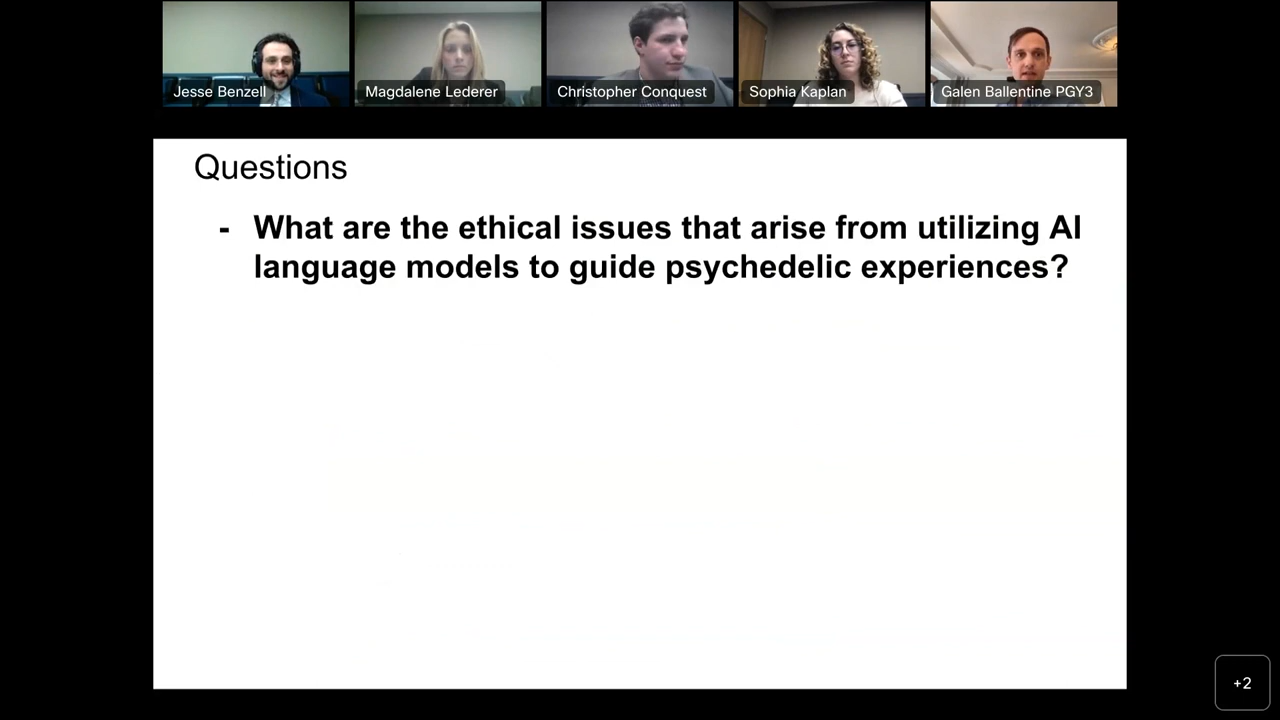 Jesse Benzell
Magdalene Lederer
Christopher Conquest
Sophia Kaplan
Galen Ballentine PGY3
Questions
- What are the ethical issues that arise from utilizing AI
language models to guide psychedelic experiences?
+2